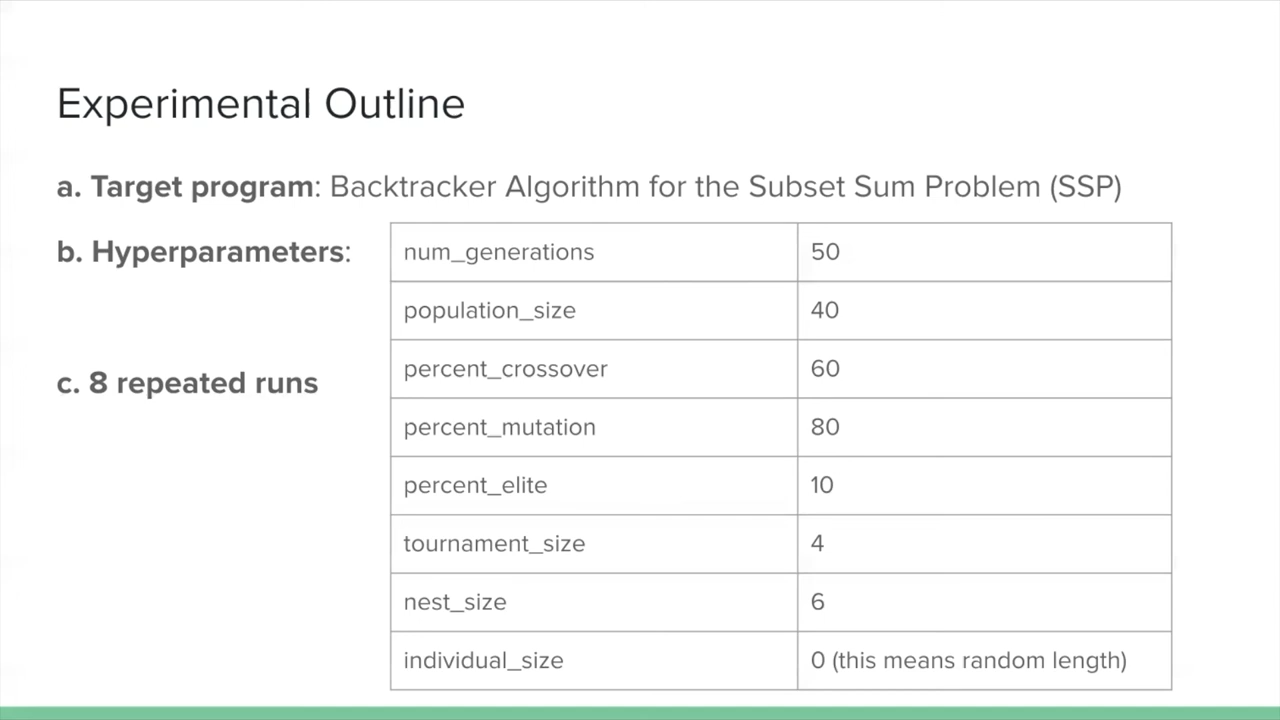 Experimental Outline
a. Target program: Backtracker Algorithm for the Subset Sum Problem (SSP)
b. Hyperparameters:
num_generations 50
population_size 40
percent_crossover 60
c. 8 repeated runs
percent_mutation 80
percent_elite 10
tournament_size 4
nest_size 6
individual_size 0 (this means random length)